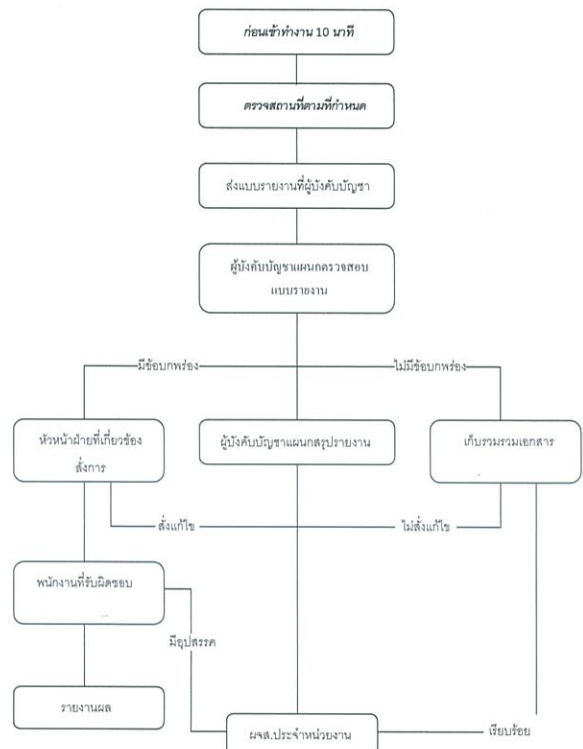 ก่อนเข้าทำงาน 10 นาที
ตรวจสถานที่ตามที่กำหนด
ส่งแบบรายงานที่ผู้บังคับบัญชา
ผู้บังคับบัญชาแผนกตรวจสอบ
แบบรายงาน
มีข้อบกพร่อง
ไม่มีข้อบกพร่อง
หัวหน้าฝ่ายที่เกี่ยวข้อง
สั่งการ
ผู้บังคับบัญชาแผนกสรุปรายงาน
เก็บรวมรวมเอกสาร
สั่งแก้ไข
ไม่สั่งแก้ไข
พนักงานที่รับผิดชอบ
มีอุปสรรค
รายงานผล
ผจส.ประจำหน่วยงาน
เรียบร้อย